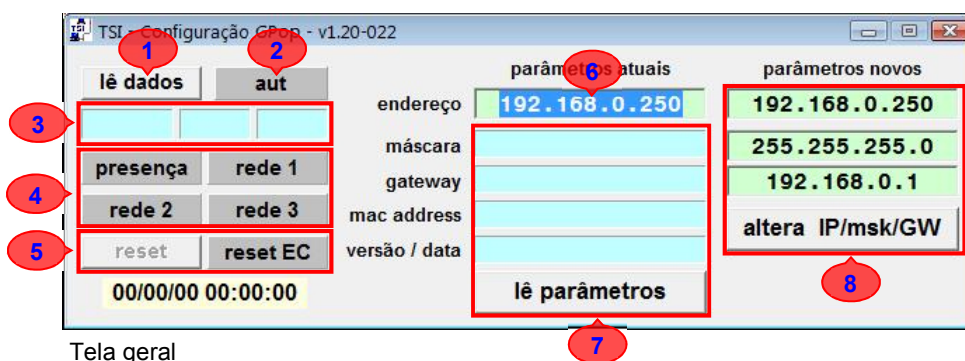 TSI - Configuração GPop - v1.20-022
1
2
parâmetros atuais
6
parâmetros novos
lê dados
aut
endereço
192.168.0.250
192.168.0.250
3
máscara
255.255.255.0
presença
rede 1
gateway
192.168.0.1
4
rede 2
rede 3
mac address
altera IP/msk/GW
5
reset
reset EC
versão / data
8
00/00/00 00:00:00
lê parâmetros
7
Tela geral